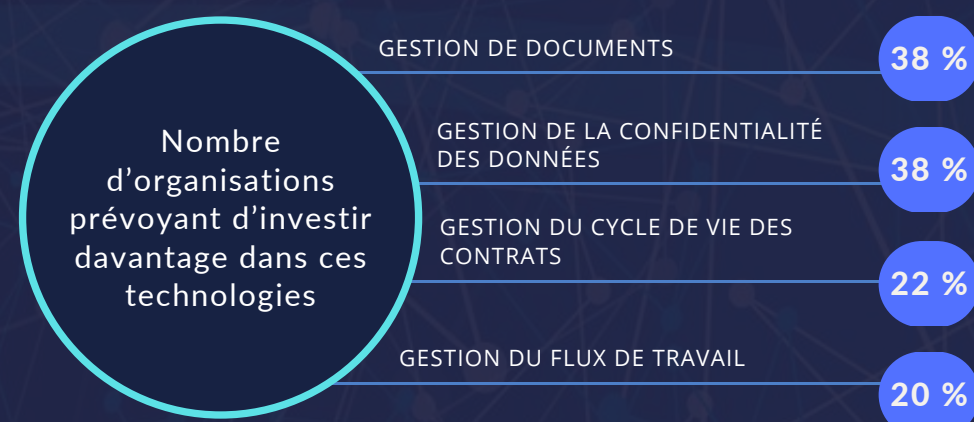 Nombre
d’organisations
prévoyant d’investir
davantage dans ces
technologies
GESTION DE DOCUMENTS
38 %
GESTION DE LA CONFIDENTIALITÉ
DES DONNÉES
38 %
GESTION DU CYCLE DE VIE DES
CONTRATS
22 %
GESTION DU FLUX DE TRAVAIL
20 %